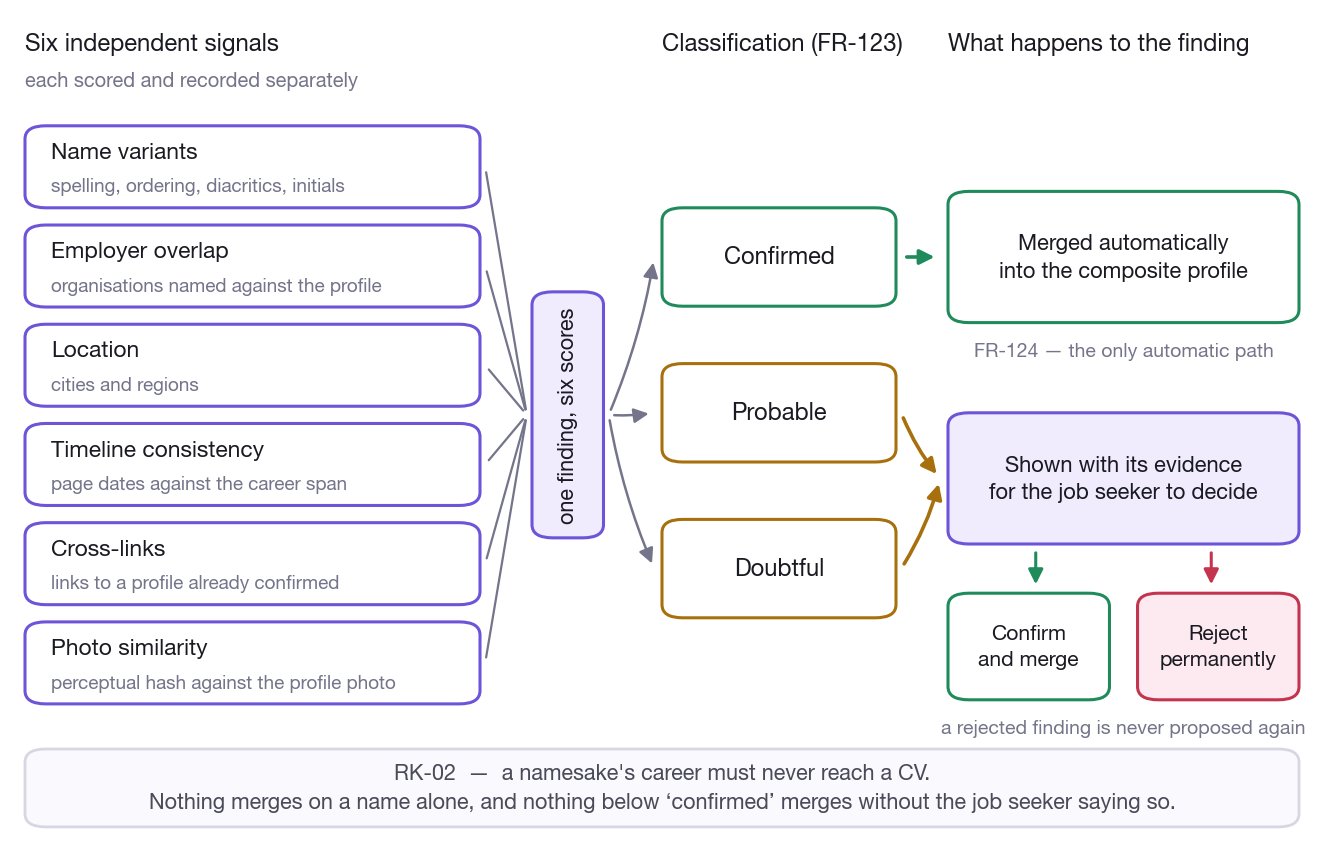 Six independent signals
each scored and recorded separately
Name variants
spelling, ordering, diacritics, initials
Employer overlap
organisations named against the profile
Location
cities and regions
Timeline consistency
page dates against the career span
Cross-links
links to a profile already confirmed
Photo similarity
perceptual hash against the profile photo
one finding, six scores
Classification (FR-123)
Confirmed
Probable
Doubtful
What happens to the finding
Merged automatically
into the composite profile
FR-124 — the only automatic path
Shown with its evidence
for the job seeker to decide
Confirm
and merge
Reject
permanently
a rejected finding is never proposed again
RK-02 — a namesake's career must never reach a CV.
Nothing merges on a name alone, and nothing below ‘confirmed’ merges without the job seeker saying so.